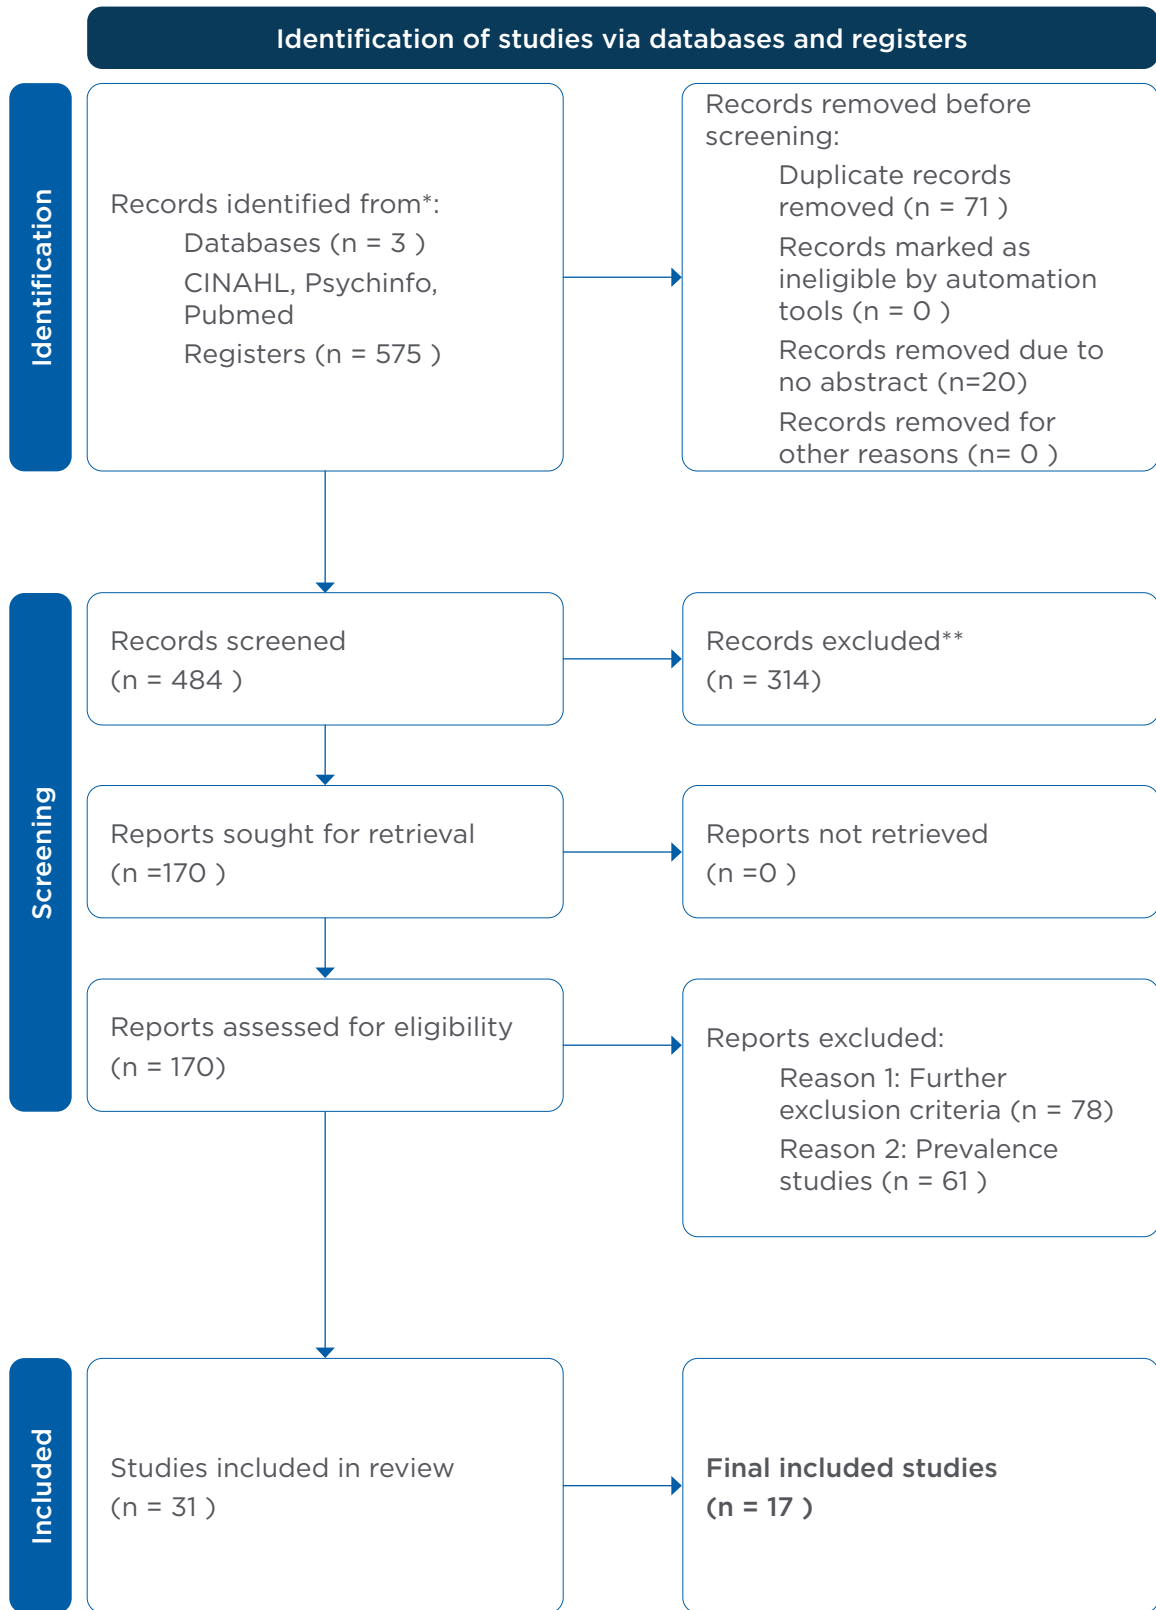 Identification of studies via databases and registers
Identification
Records identified from*:
Databases (n = 3 )
CINAHL, Psychinfo,
Pubmed
Registers (n = 575 )
Records removed before
screening:
Duplicate records
removed (n = 71 )
Records marked as
ineligible by automation
tools (n = 0 )
Records removed due to
no abstract (n=20)
Records removed for
other reasons (n= 0 )
Screening
Records screened
(n = 484 )
Records excluded**
(n = 314)
Reports sought for retrieval
(n =170 )
Reports not retrieved
(n =0 )
Reports assessed for eligibility
(n = 170)
Reports excluded:
Reason 1: Further
exclusion criteria (n = 78)
Reason 2: Prevalence
studies (n = 61 )
Included
Studies included in review
(n = 31 )
Final included studies
(n = 17 )